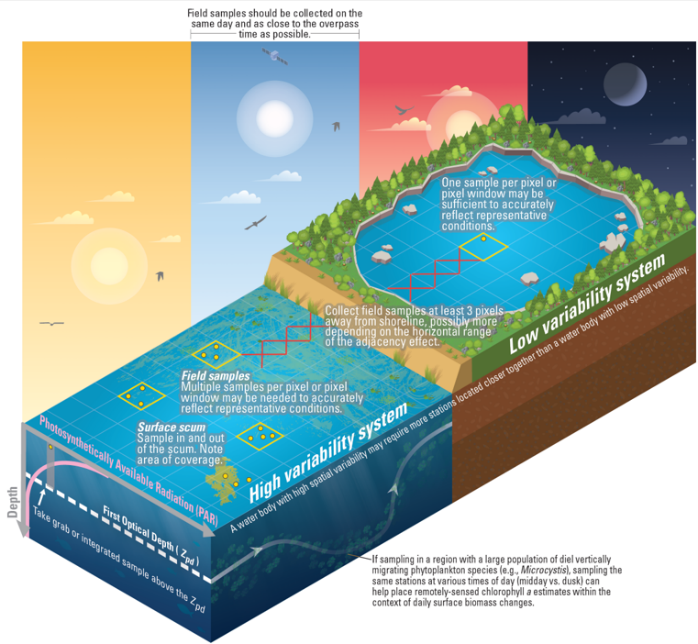 Field samples should be collected on the
same day and as close to the overpass
time as possible.
One sample per pixel or
pixel window may be
sufficient to accurately
reflect representative
conditions.
Collect field samples at least 3 pixels
away from shoreline, possibly more
depending on the horizontal range
of the adjacency effect.
Low variability system
Field samples
Multiple samples per pixel or pixel
window may be needed to accurately
reflect representative conditions.
Surface scum
Sample in and out
of the scum. Note
area of coverage.
High variability system
A water body with high spatial variability may require more stations located closer together than a water body with low spatial variability.
Photosynthetically Available Radiation (PAR)
Depth
First Optical Depth (Zpd)
Take grab or integrated sample above the Zpd
If sampling in a region with a large population of diel vertically
migrating phytoplankton species (e.g., Microcystis), sampling the
same stations at various times of day (midday vs. dusk) can
help place remotely-sensed chlorophyll a estimates within the
context of daily surface biomass changes.